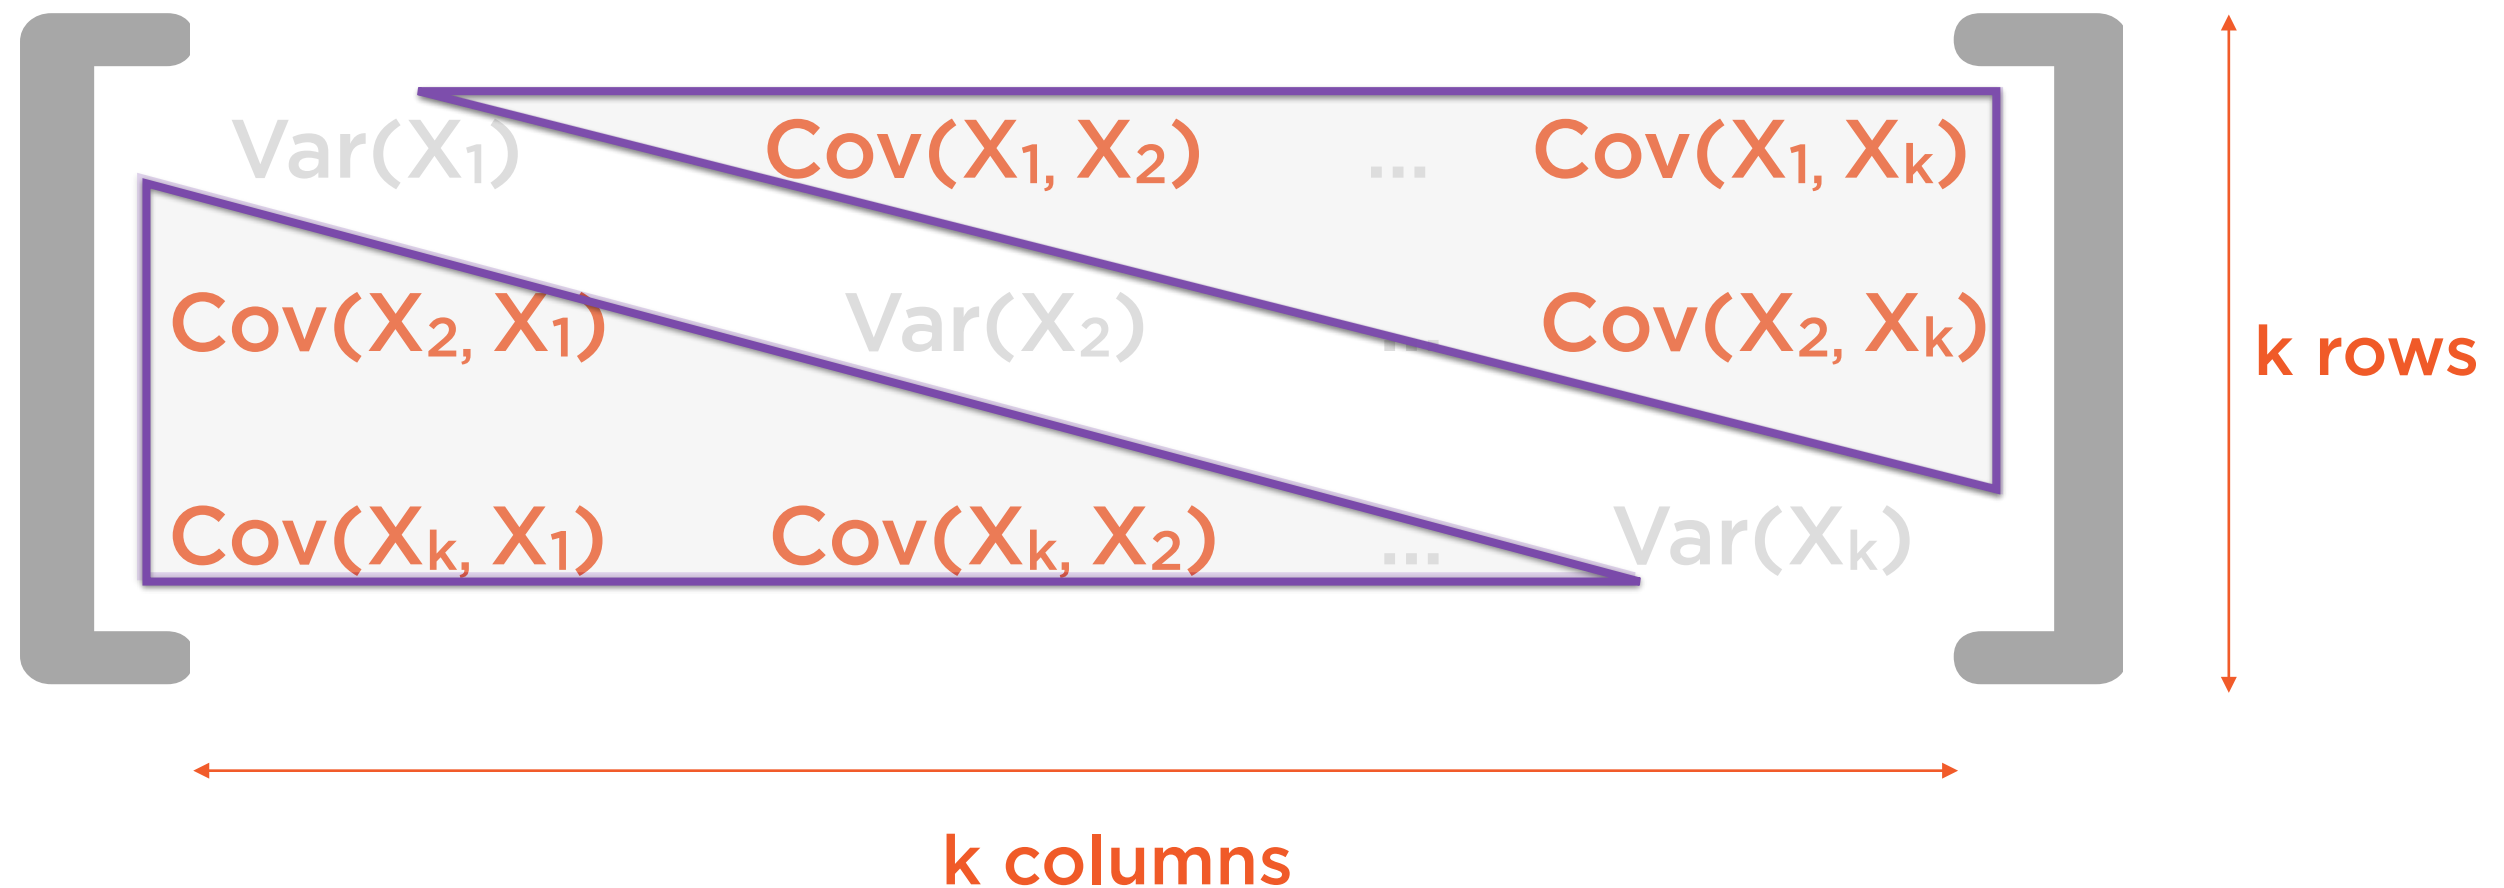 Var(X₁) Cov(X₁, X₂) ... Cov(X₁, Xₖ)
Cov(X₂, X₁) Var(X₂) ... Cov(X₂, Xₖ)
k rows
Cov(Xₖ, X₁) Cov(Xₖ, X₂) ... Var(Xₖ)
k columns